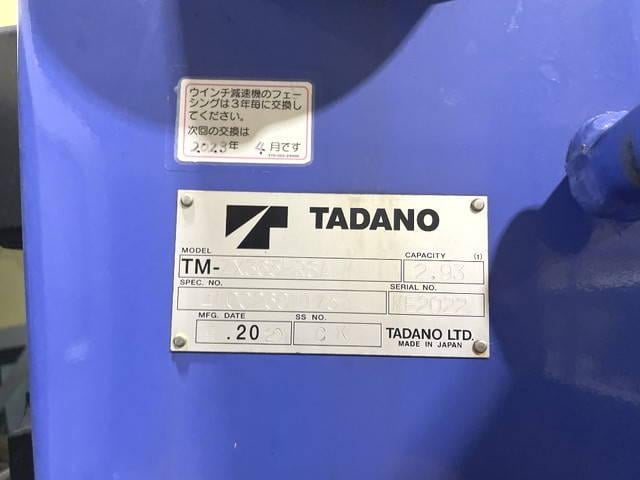 ウインチ減速機のフェー
シングは３年毎に交換し
てください。
次回の交換は
2023年 4月です
TADANO
MODEL
CAPACITY (t)
TM-
2.93
SPEC. NO.
SERIAL NO.
MFG. DATE
SS NO.
.20
TADANO LTD.
MADE IN JAPAN